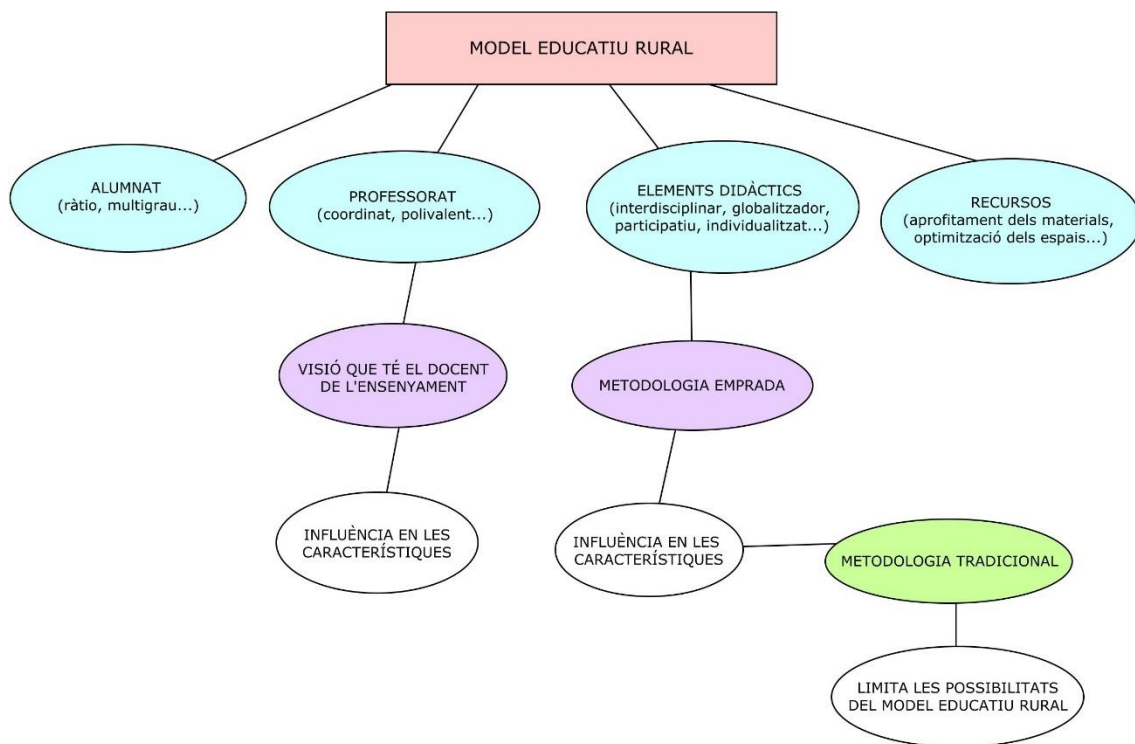 MODEL EDUCATIU RURAL
ALUMNAT
(ràtio, multigrau...)
PROFESSORAT
(coordinat, polivalent...)
ELEMENTS DIDÀCTICS
(interdisciplinar, globalitzador,
participatiu, individualitzat...)
RECURSOS
(aprofitament dels materials,
optimització dels espais...)
VISIÓ QUE TÉ EL DOCENT
DE L'ENSENYAMENT
METODOLOGIA EMPRADA
INFLUÈNCIA EN LES
CARACTERÍSTIQUES
INFLUÈNCIA EN LES
CARACTERÍSTIQUES
METODOLOGIA TRADICIONAL
LIMITA LES POSSIBILITATS
DEL MODEL EDUCATIU RURAL